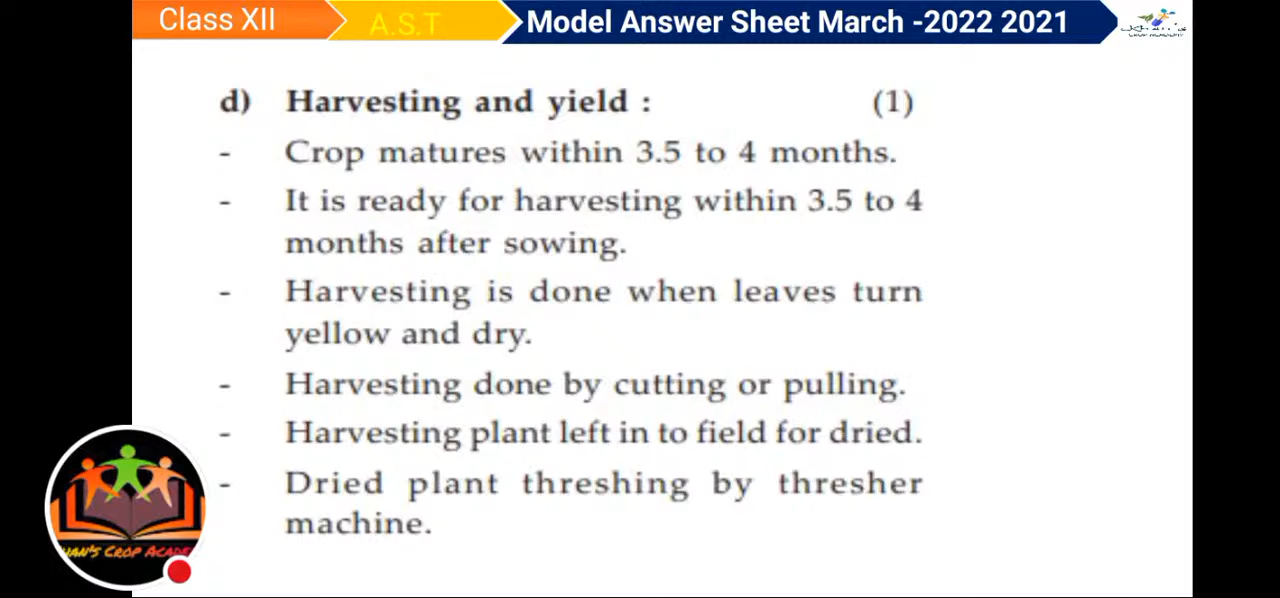 Class XII
A.S.T
Model Answer Sheet March -2022 2021
CROP ACADEMY
d) Harvesting and yield : (1)
- Crop matures within 3.5 to 4 months.
- It is ready for harvesting within 3.5 to 4
months after sowing.
- Harvesting is done when leaves turn
yellow and dry.
- Harvesting done by cutting or pulling.
- Harvesting plant left in to field for dried.
- Dried plant threshing by thresher
machine.
CROP